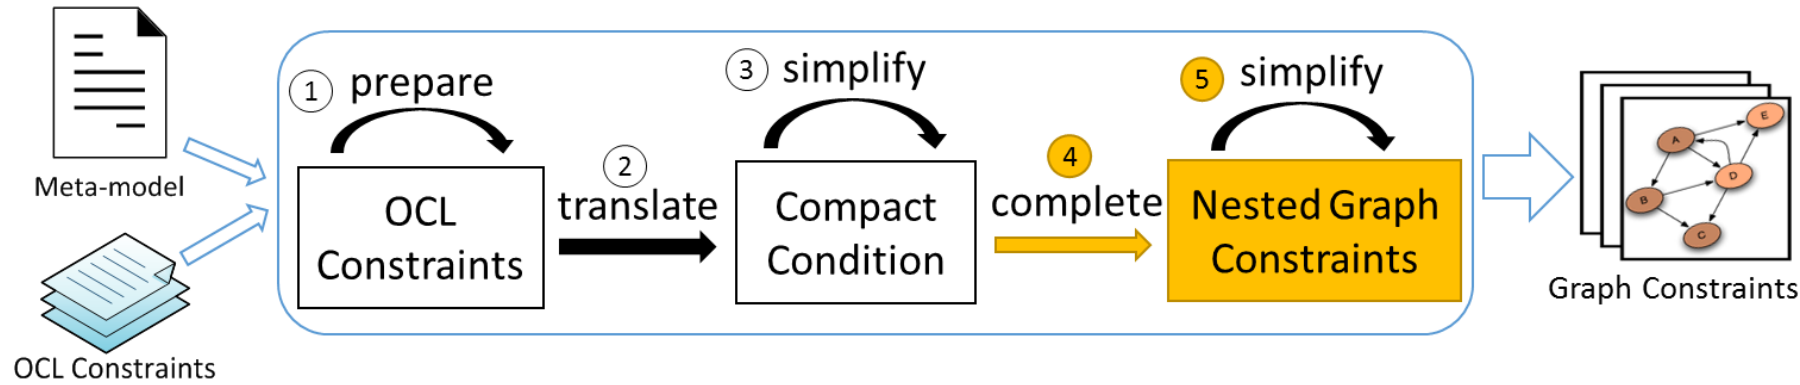 Meta-model
OCL Constraints
1 prepare
OCL
Constraints
2
translate
3 simplify
Compact
Condition
4
complete
5 simplify
Nested Graph
Constraints
E
A
D
B
C
Graph Constraints